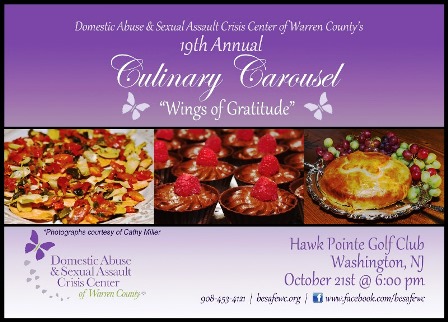 Domestic Abuse & Sexual Assault Crisis Center of Warren County's
19th Annual
Culinary Carousel
"Wings of Gratitude"
*Photographs courtesy of Cathy Miller
Domestic Abuse
& Sexual Assault
Crisis Center
of Warren County
Hawk Pointe Golf Club
Washington, NJ
October 21st @ 6:00 pm
908-453-4121 | besafewc.org | f www.facebook.com/besafewc